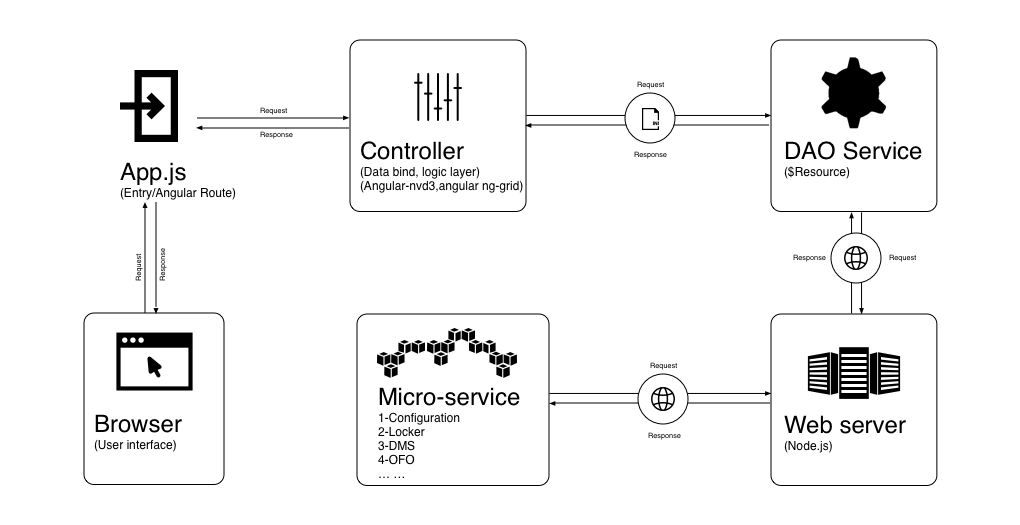 Request
Response
App.js
(Entry/Angular Route)
Controller
(Data bind, logic layer)
(Angular-nvd3,angular ng-grid)
Request
INI
Response
DAO Service
($Resource)
Request
Response
Response
Request
Browser
(User interface)
Micro-service
1-Configuration
2-Locker
3-DMS
4-OFO
... ...
Request
Response
Web server
(Node.js)